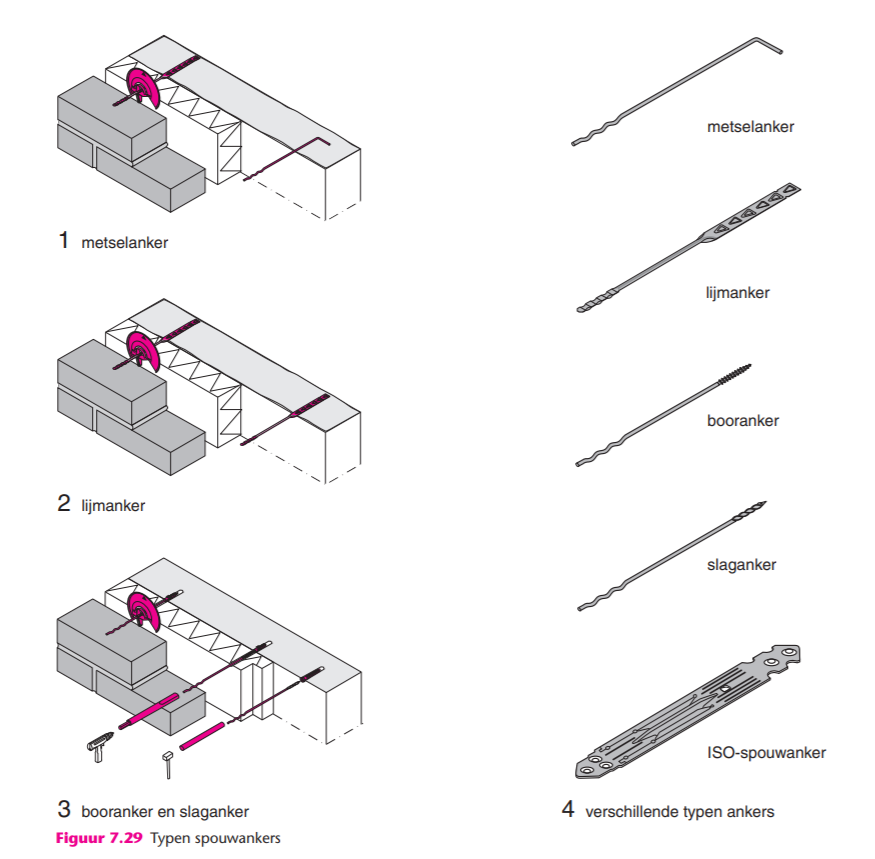 1 metselanker
2 lijmanker
3 booranker en slaganker
metselanker
lijmanker
booranker
slaganker
ISO-spouwanker
4 verschillende typen ankers
Figuur 7.29 Typen spouwankers